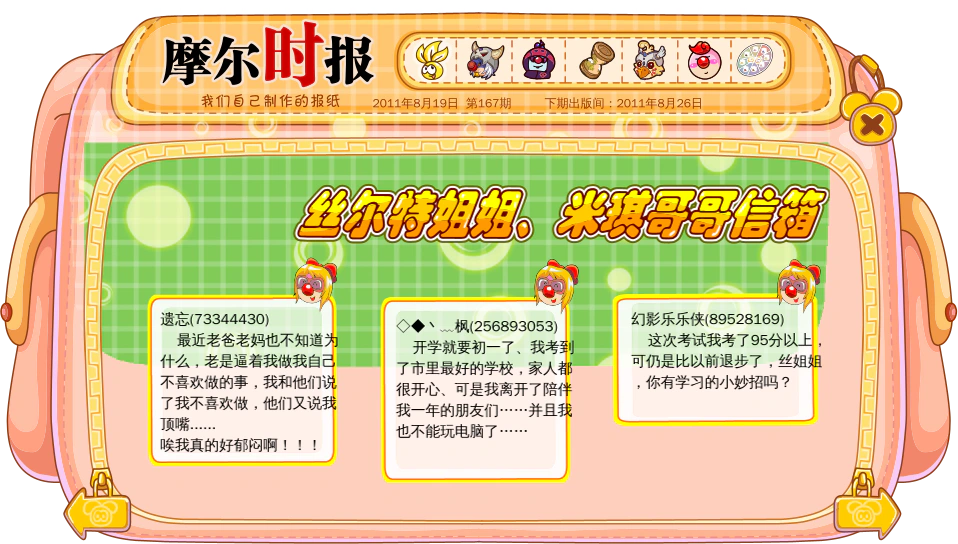 摩尔时报
我们自己制作的报纸
2011年8月19日 第167期 下期出版间：2011年8月26日
丝尔特姐姐、米琪哥哥信箱
遗忘(73344430)
最近老爸老妈也不知道为
什么，老是逼着我做我自己
不喜欢做的事，我和他们说
了我不喜欢做，他们又说我
顶嘴......
唉我真的好郁闷啊！！！
◇◆丶﹏枫(256893053)
开学就要初一了、我考到
了市里最好的学校，家人都
很开心、可是我离开了陪伴
我一年的朋友们……并且我
也不能玩电脑了……
幻影乐乐侠(89528169)
这次考试我考了95分以上，
可仍是比以前退步了，丝姐姐
，你有学习的小妙招吗？